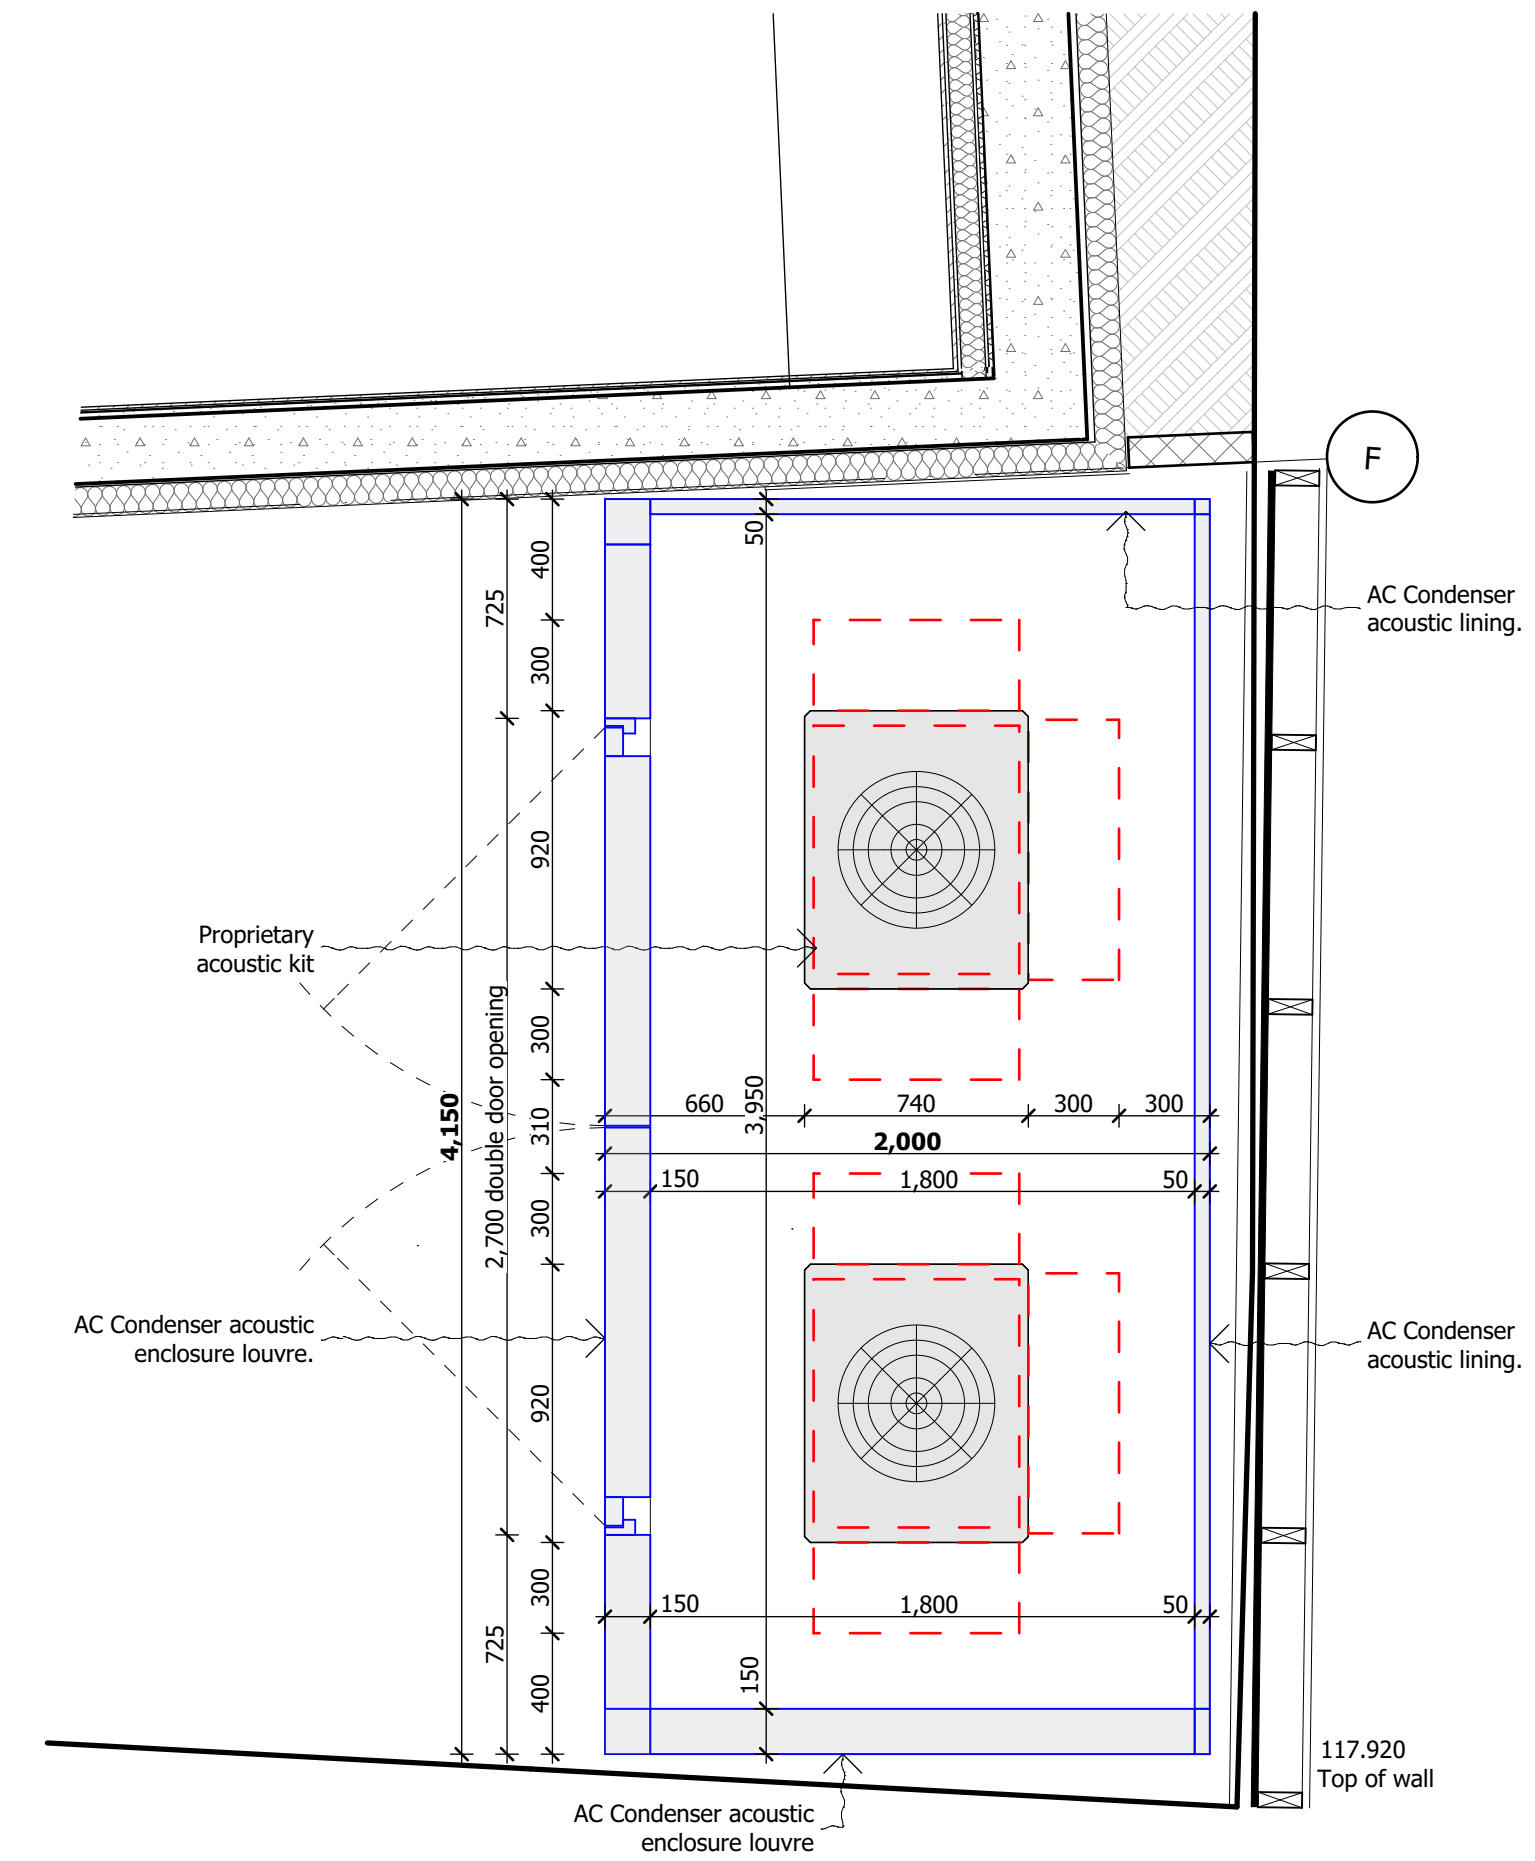 F
50
400
725
300
AC Condenser
acoustic lining.
920
Proprietary
acoustic kit
2,700 double door opening
300
4,150
310
3,950
660
740
300
300
2,000
150
1,800
50
300
AC Condenser acoustic
enclosure louvre.
AC Condenser
acoustic lining.
920
300
150
1,800
50
725
150
400
117.920
Top of wall
AC Condenser acoustic
enclosure louvre